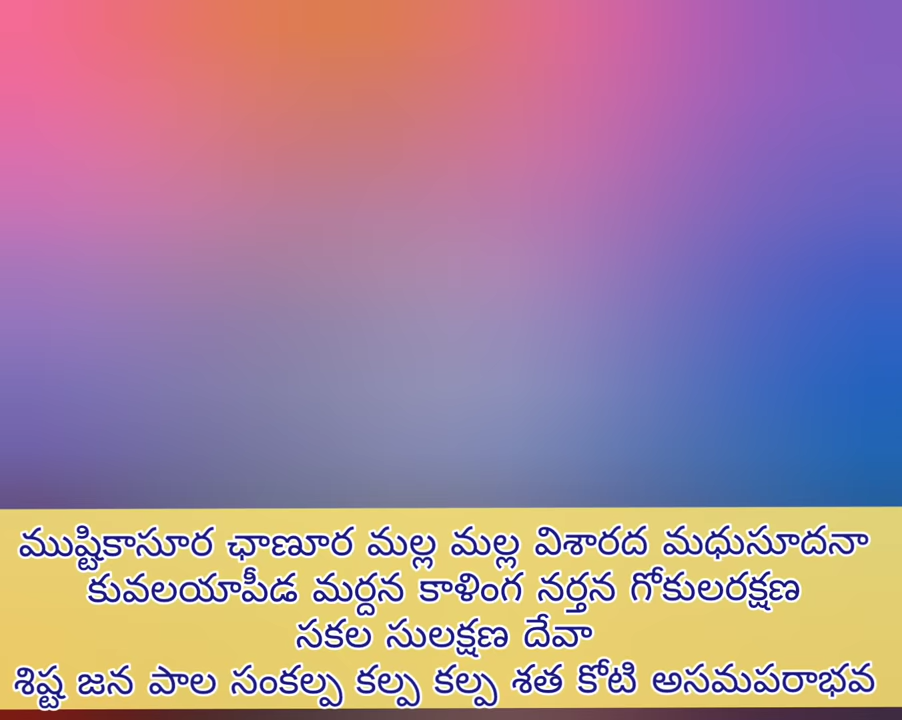 ముష్టికాసూర ఛాణూర మల్ల మల్ల విశారద మధుసూదనా
కువలయాపీడ మర్దన కాళింగ నర్తన గోకులరక్షణ
సకల సులక్షణ దేవా
శిష్ట జన పాల సంకల్ప కల్ప కల్ప శత కోటి అసమపరాభవ